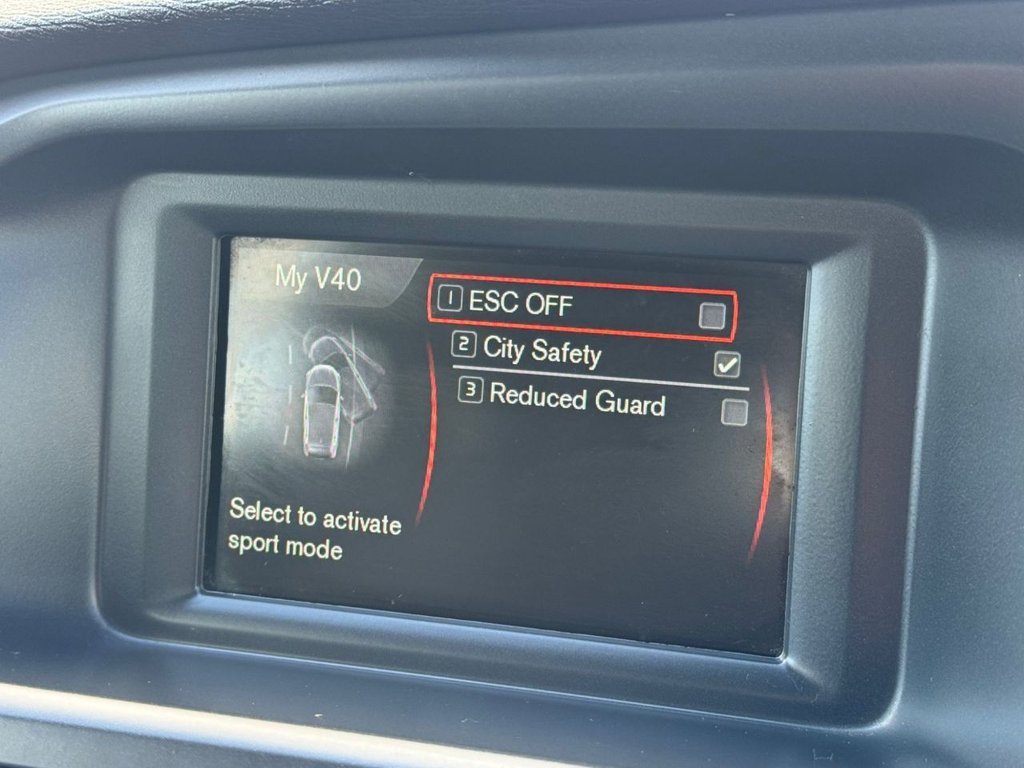 My V40
1 ESC OFF
2 City Safety
3 Reduced Guard
Select to activate
sport mode